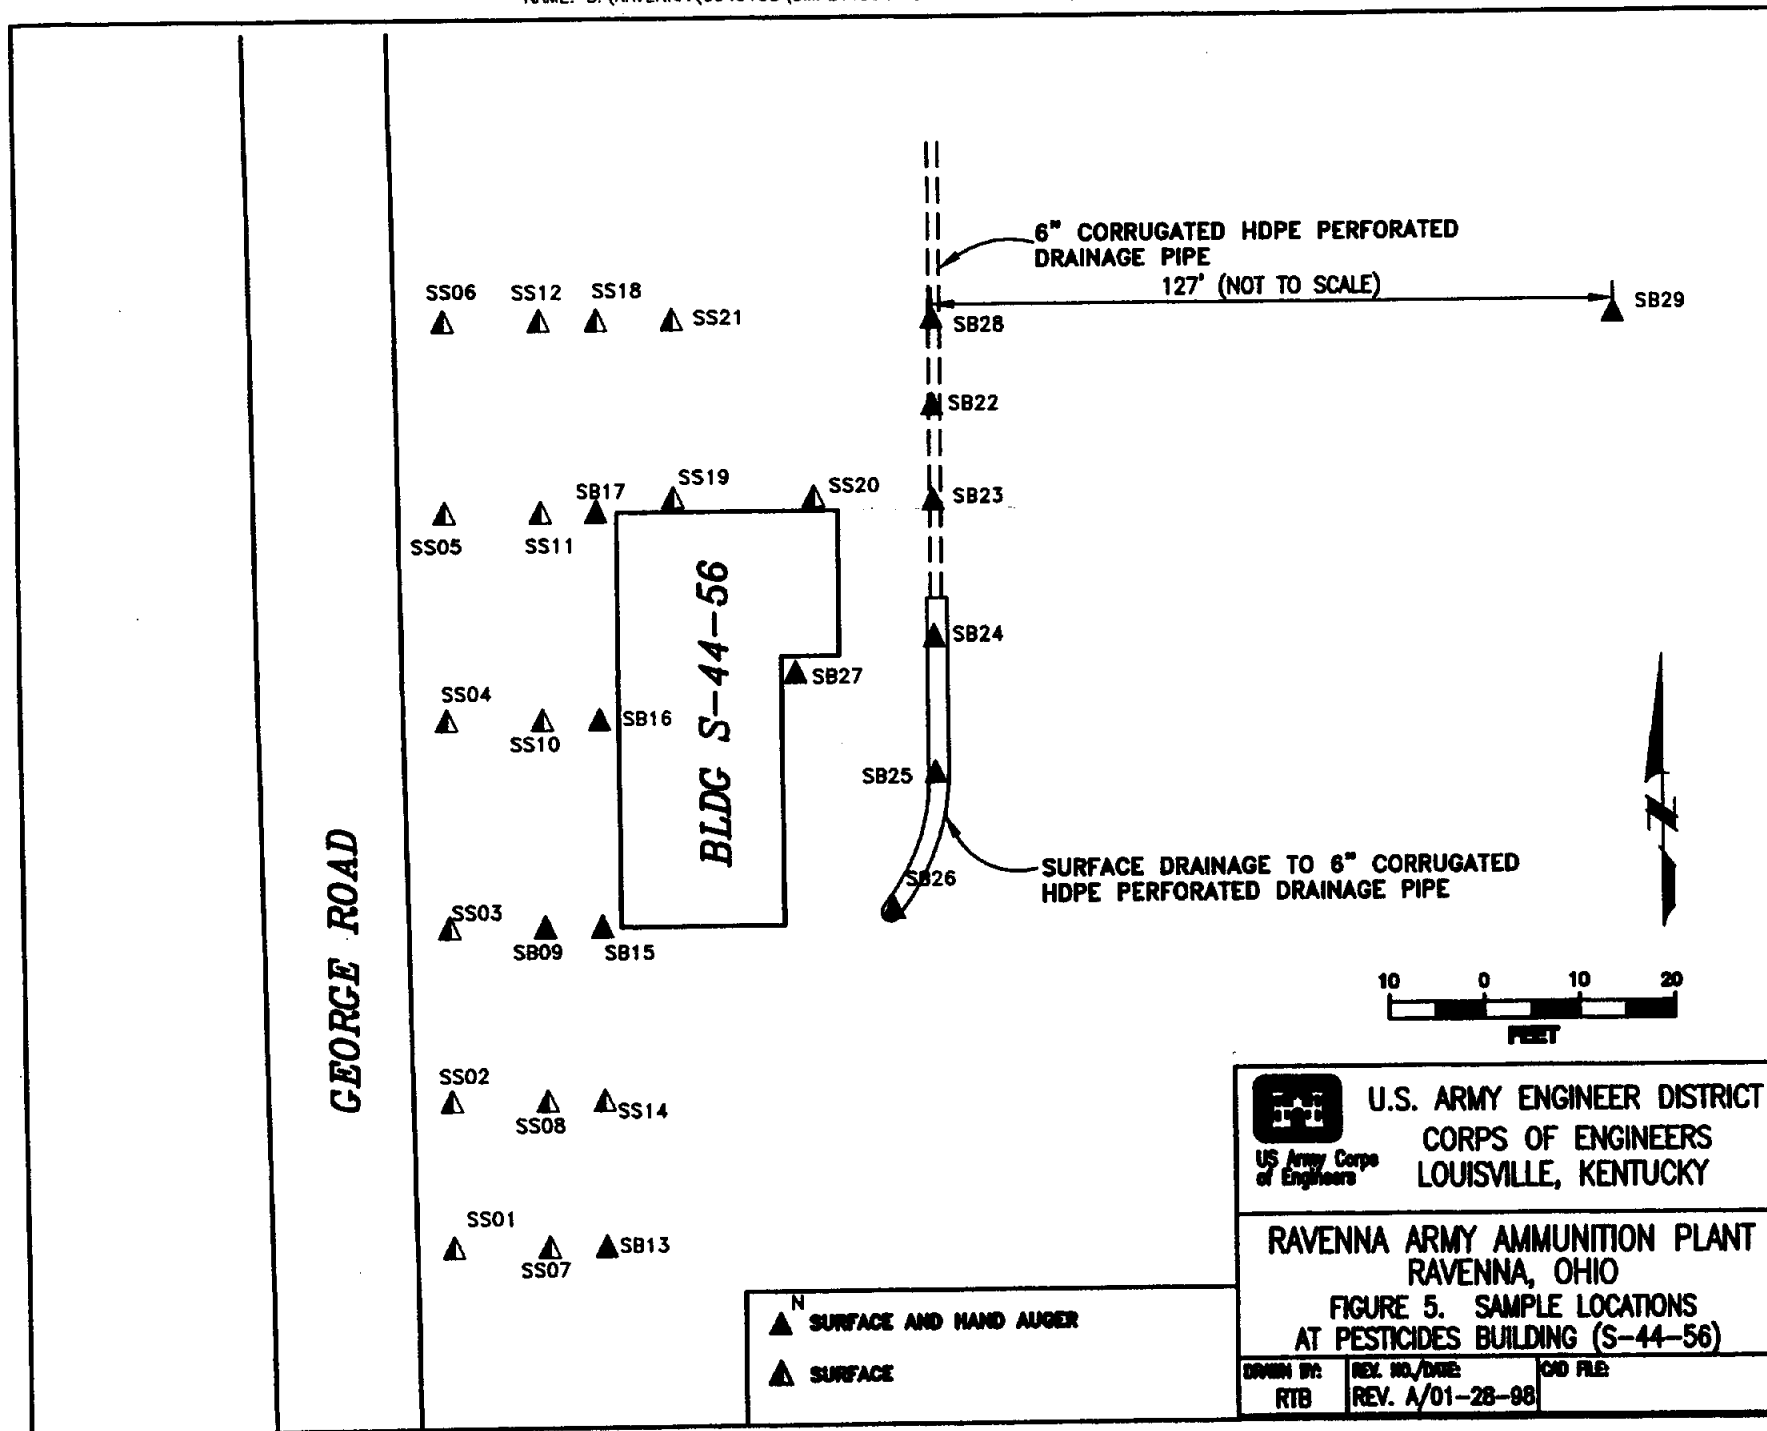 6" CORRUGATED HDPE PERFORATED
DRAINAGE PIPE
127' (NOT TO SCALE)
SB29
SS06
SS12
SS18
SS21
SB28
SB22
SS19
SS20
SB17
SB23
SS05
SS11
BLDG S-44-56
SB24
SB27
SS04
SB16
SS10
SB25
N
SURFACE DRAINAGE TO 6" CORRUGATED
HDPE PERFORATED DRAINAGE PIPE
SB26
GEORGE ROAD
SS03
SB09
SB15
10 0 10 20
FEET
SS02
SS08
SS14
SS01
SS07
SB13
N
SURFACE AND HAND AUGER
SURFACE
US Army Corps
of Engineers
U.S. ARMY ENGINEER DISTRICT
CORPS OF ENGINEERS
LOUISVILLE, KENTUCKY
RAVENNA ARMY AMMUNITION PLANT
RAVENNA, OHIO
FIGURE 5. SAMPLE LOCATIONS
AT PESTICIDES BUILDING (S-44-56)
DRAWN BY:
RTB
REV. NO./DATE:
REV. A/01-28-98
CAD FILE: